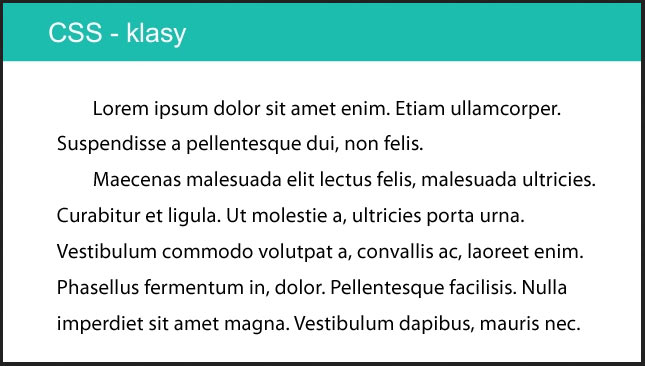 CSS - klasy
Lorem ipsum dolor sit amet enim. Etiam ullamcorper.
Suspendisse a pellentesque dui, non felis.
Maecenas malesuada elit lectus felis, malesuada ultricies.
Curabitur et ligula. Ut molestie a, ultricies porta urna.
Vestibulum commodo volutpat a, convallis ac, laoreet enim.
Phasellus fermentum in, dolor. Pellentesque facilisis. Nulla
imperdiet sit amet magna. Vestibulum dapibus, mauris nec.